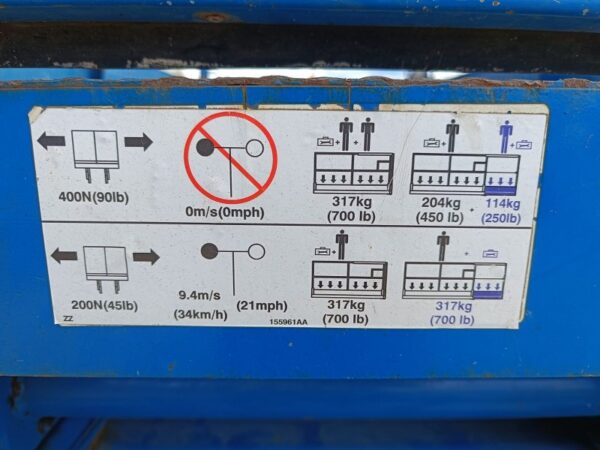 400N(90lb)
0m/s(0mph)
317kg
(700 lb)
204kg
(450 lb)
114kg
(250lb)
200N(45lb)
9.4m/s
(34km/h)
(21mph)
317kg
(700 lb)
317kg
(700 lb)
ZZ
155961AA